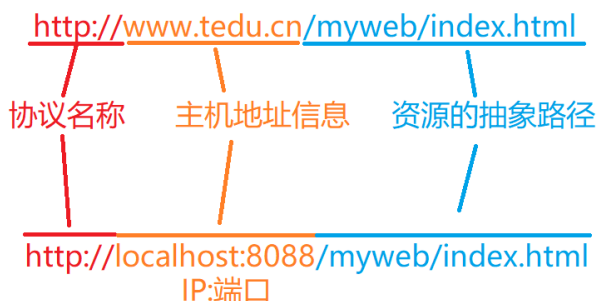 http://www.tedu.cn/myweb/index.html
协议名称 主机地址信息 资源的抽象路径
http://localhost:8088/myweb/index.html
IP:端口